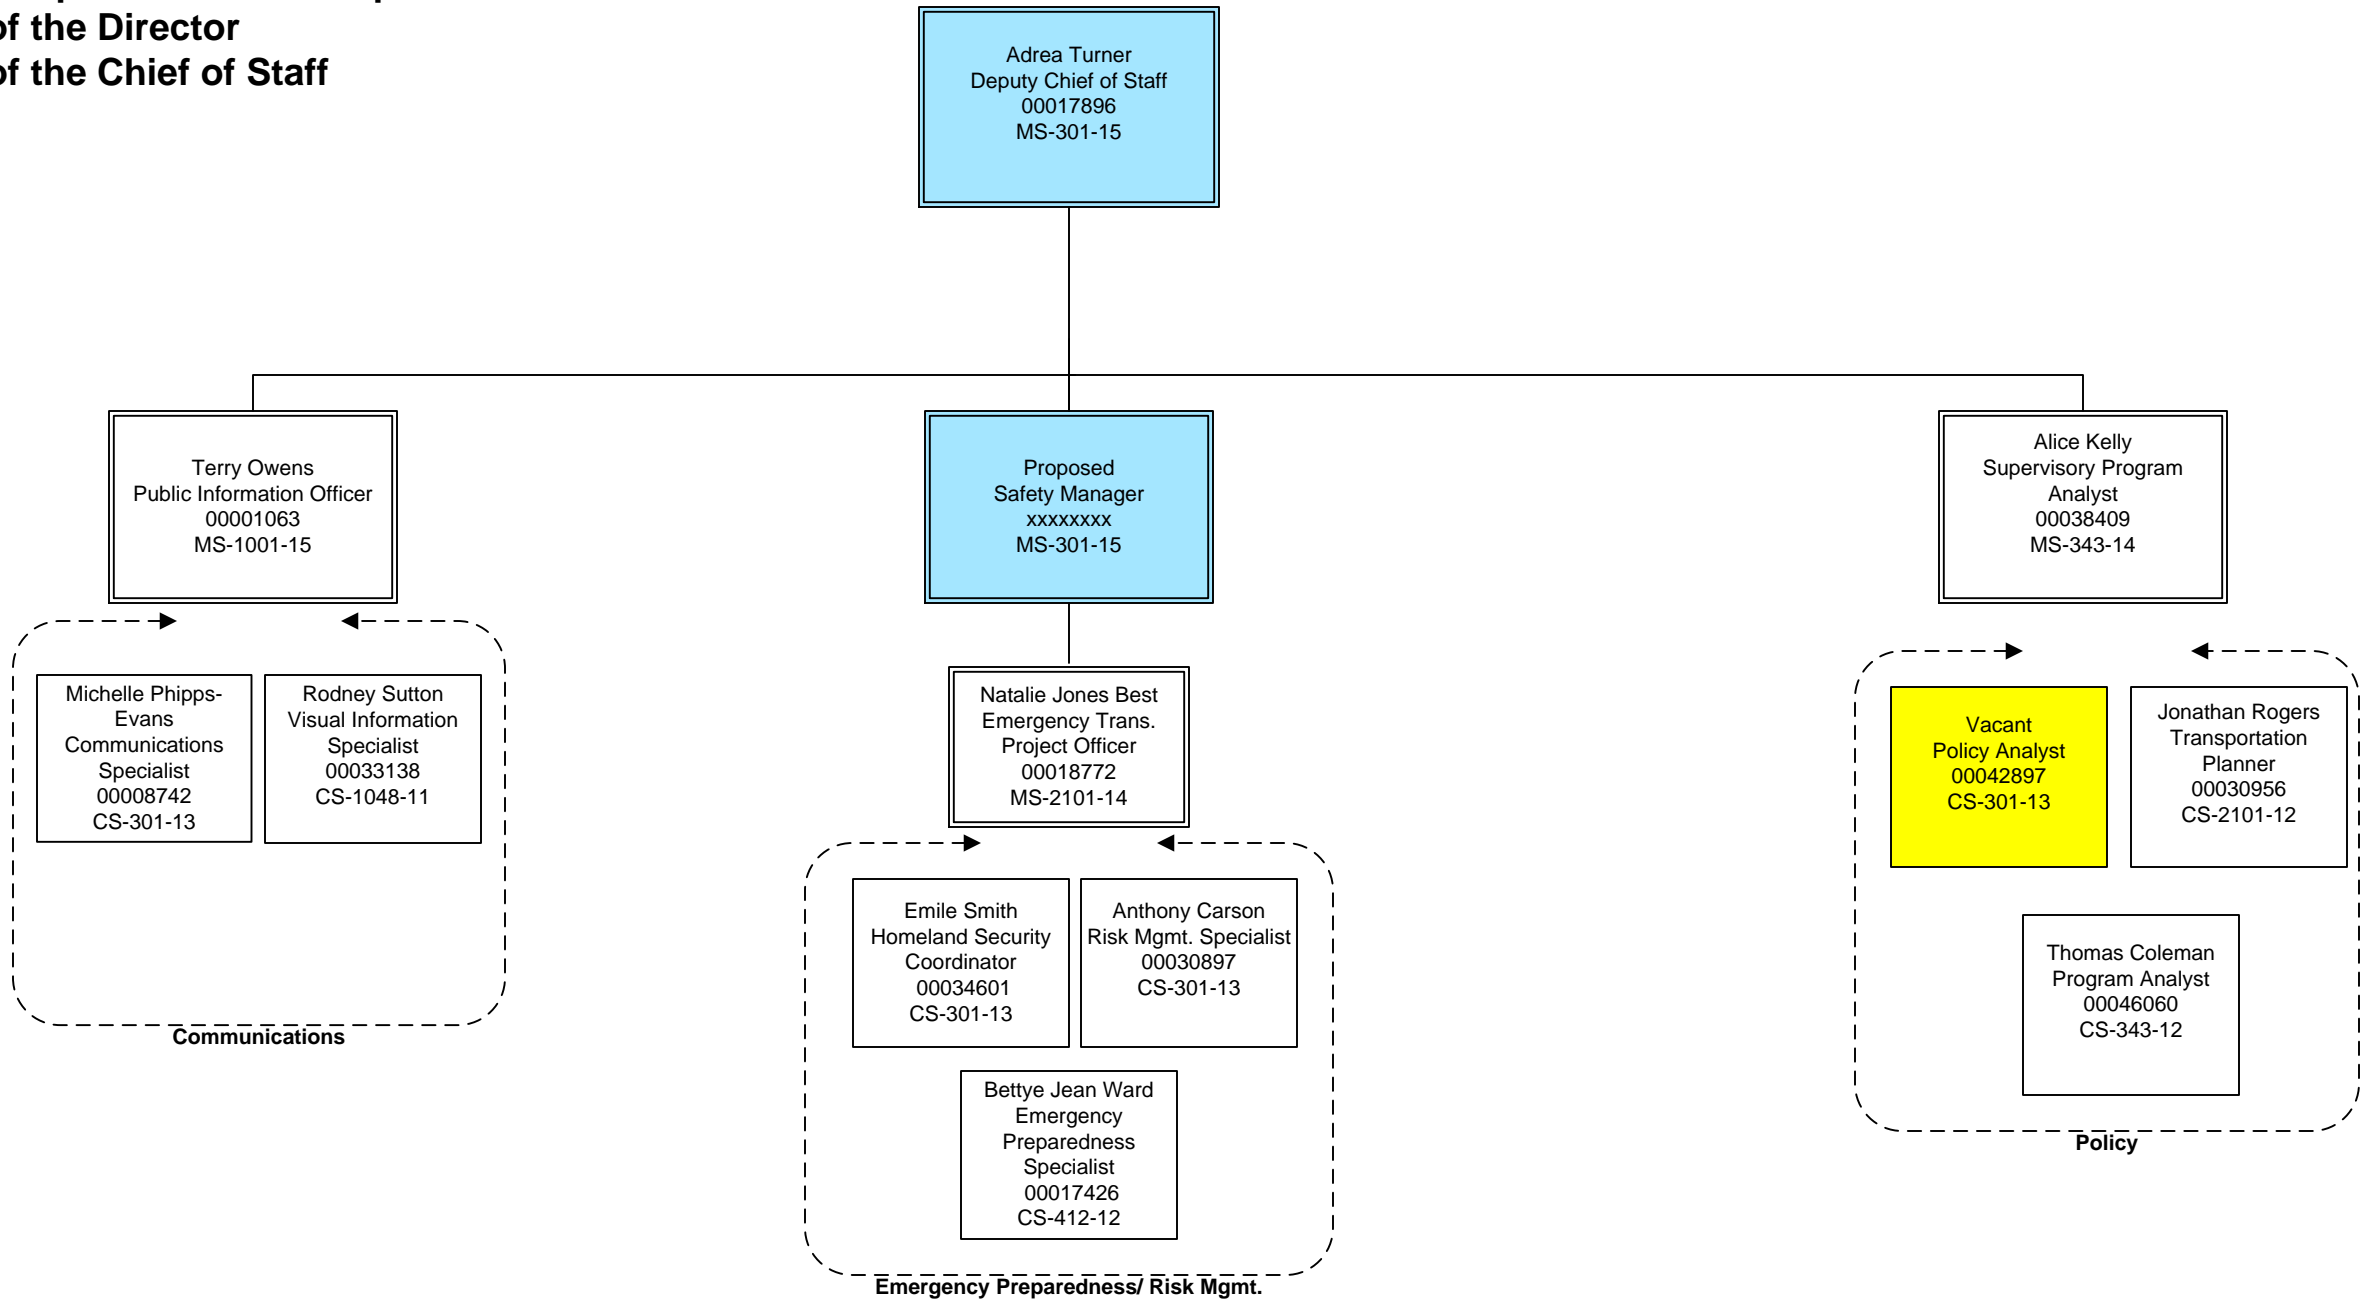 of the Director
of the Chief of Staff
Adrea Turner
Deputy Chief of Staff
00017896
MS-301-15
Terry Owens
Public Information Officer
00001063
MS-1001-15
Proposed
Safety Manager
xxxxxxxx
MS-301-15
Alice Kelly
Supervisory Program
Analyst
00038409
MS-343-14
Michelle Phipps-
Evans
Communications
Specialist
00008742
CS-301-13
Rodney Sutton
Visual Information
Specialist
00033138
CS-1048-11
Communications
Natalie Jones Best
Emergency Trans.
Project Officer
00018772
MS-2101-14
Emile Smith
Homeland Security
Coordinator
00034601
CS-301-13
Anthony Carson
Risk Mgmt. Specialist
00030897
CS-301-13
Bettye Jean Ward
Emergency
Preparedness
Specialist
00017426
CS-412-12
Emergency Preparedness/ Risk Mgmt.
Vacant
Policy Analyst
00042897
CS-301-13
Jonathan Rogers
Transportation
Planner
00030956
CS-2101-12
Thomas Coleman
Program Analyst
00046060
CS-343-12
Policy